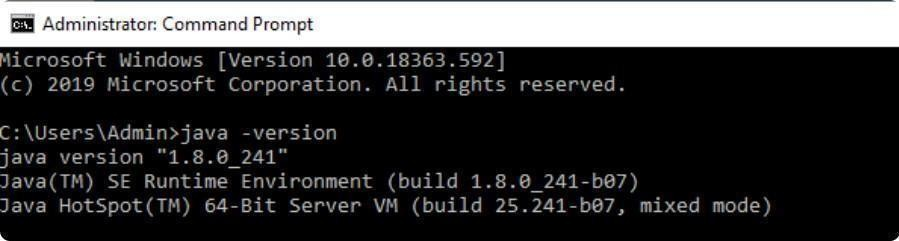 Administrator: Command Prompt
Microsoft Windows [Version 10.0.18363.592]
(c) 2019 Microsoft Corporation. All rights reserved.
C:\Users\Admin>java -version
java version "1.8.0_241"
Java(TM) SE Runtime Environment (build 1.8.0_241-b07)
Java HotSpot(TM) 64-Bit Server VM (build 25.241-b07, mixed mode)